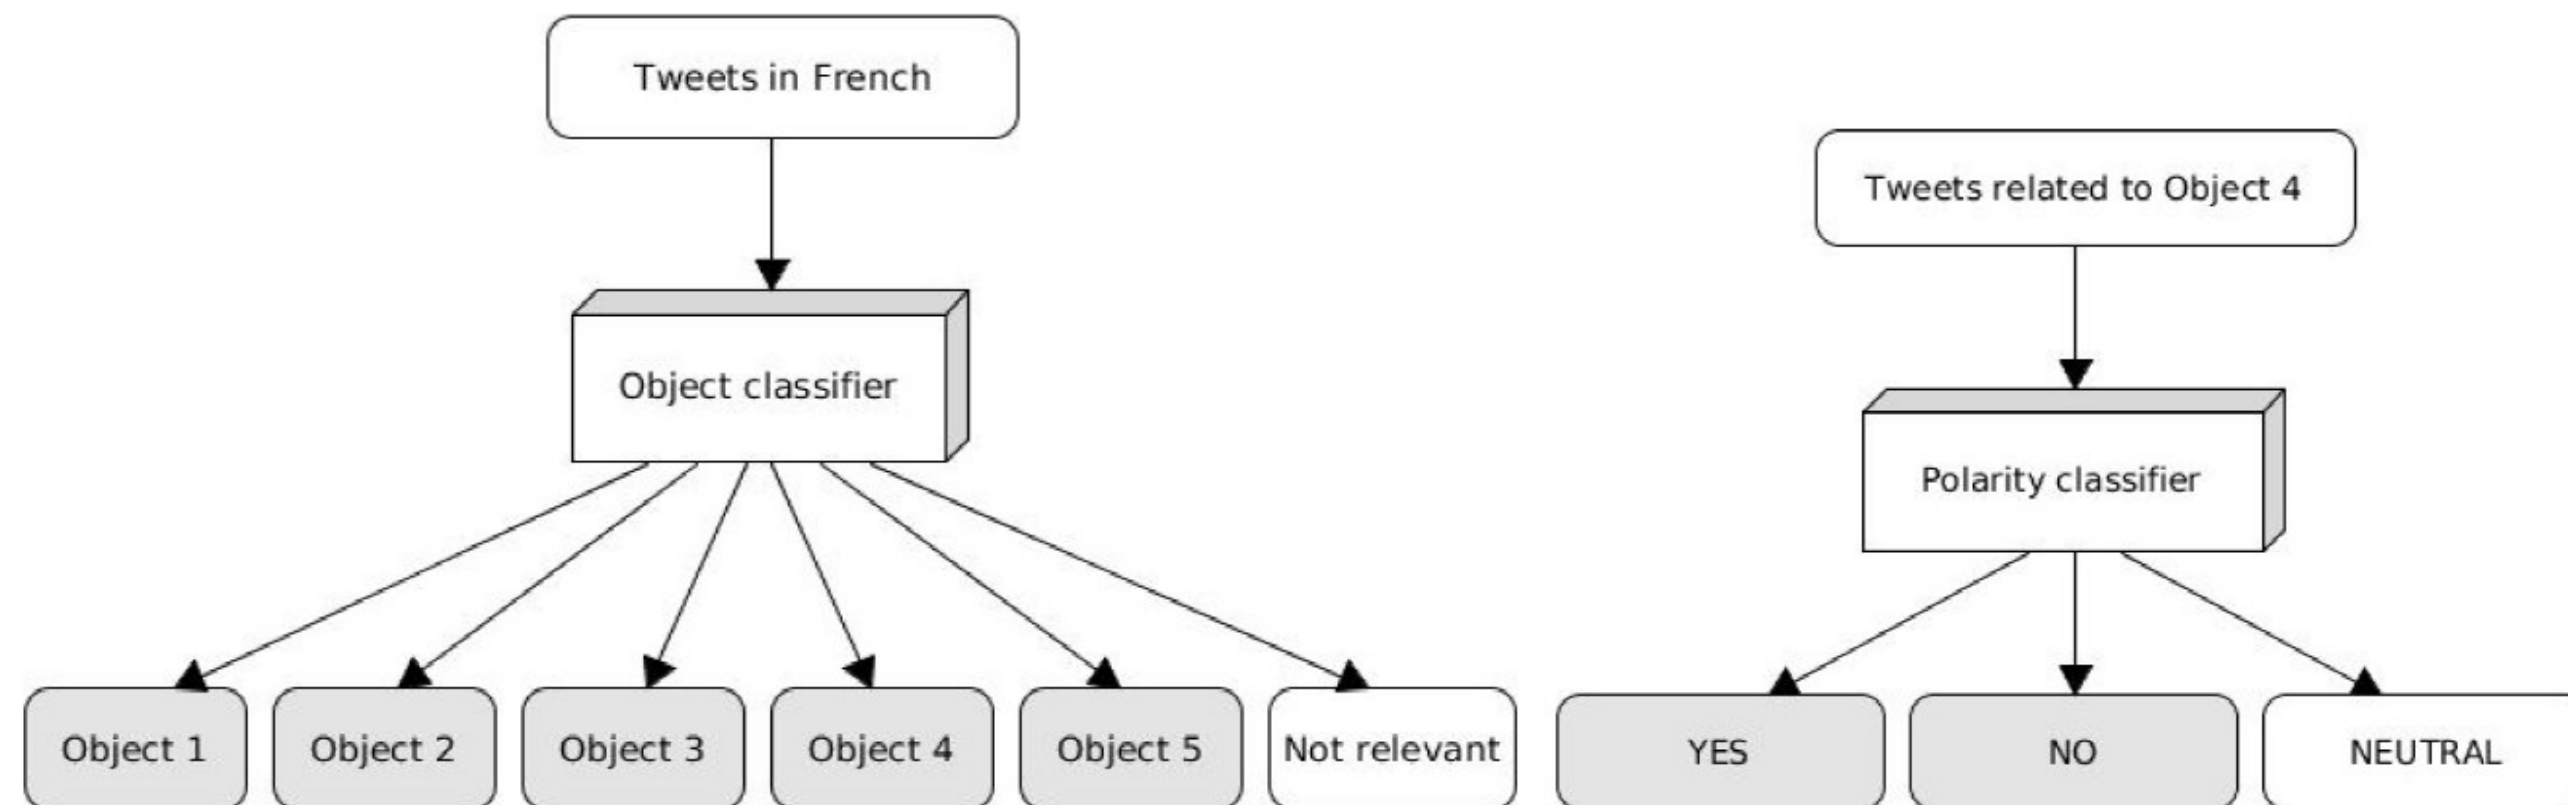 Tweets in French
Object classifier
Object 1
Object 2
Object 3
Object 4
Object 5
Not relevant
Tweets related to Object 4
Polarity classifier
YES
NO
NEUTRAL